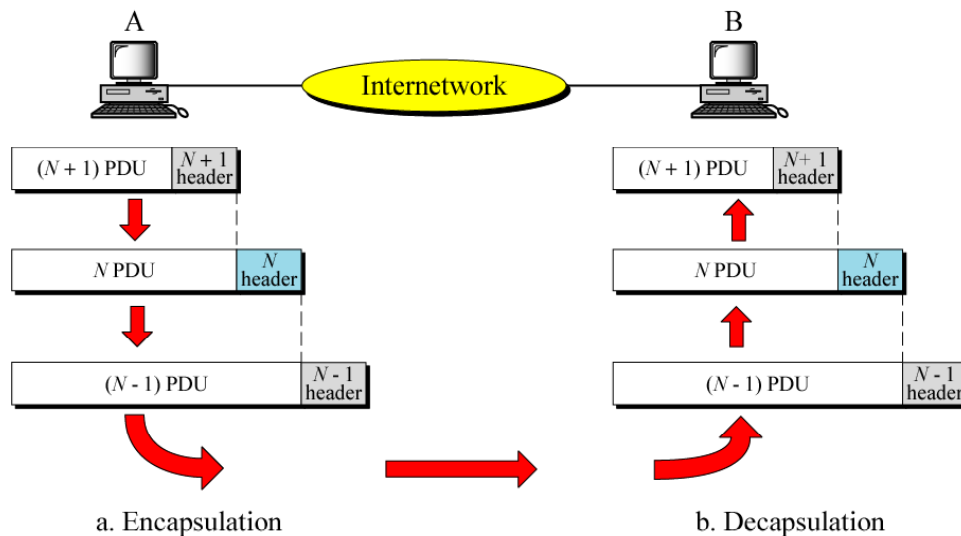 A
B
Internetwork
(N + 1) PDU
N + 1
header
(N + 1) PDU
N+ 1
header
N PDU
N
header
N PDU
N
header
(N - 1) PDU
N - 1
header
(N - 1) PDU
N - 1
header
a. Encapsulation
b. Decapsulation